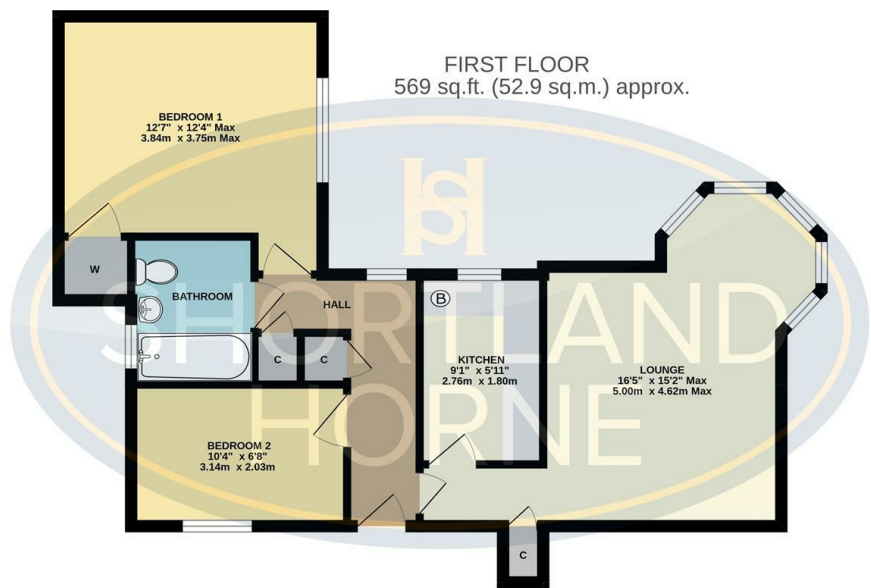 FIRST FLOOR
569 sq.ft. (52.9 sq.m.) approx.
BEDROOM 1
12'7" x 12'4" Max
3.84m x 3.75m Max
W
BATHROOM
HALL
B
C
C
KITCHEN
9'1" x 5'11"
2.76m x 1.80m
LOUNGE
16'5" x 15'2" Max
5.00m x 4.62m Max
BEDROOM 2
10'4" x 6'8"
3.14m x 2.03m
C
SH
SHORTLAND
HORNE